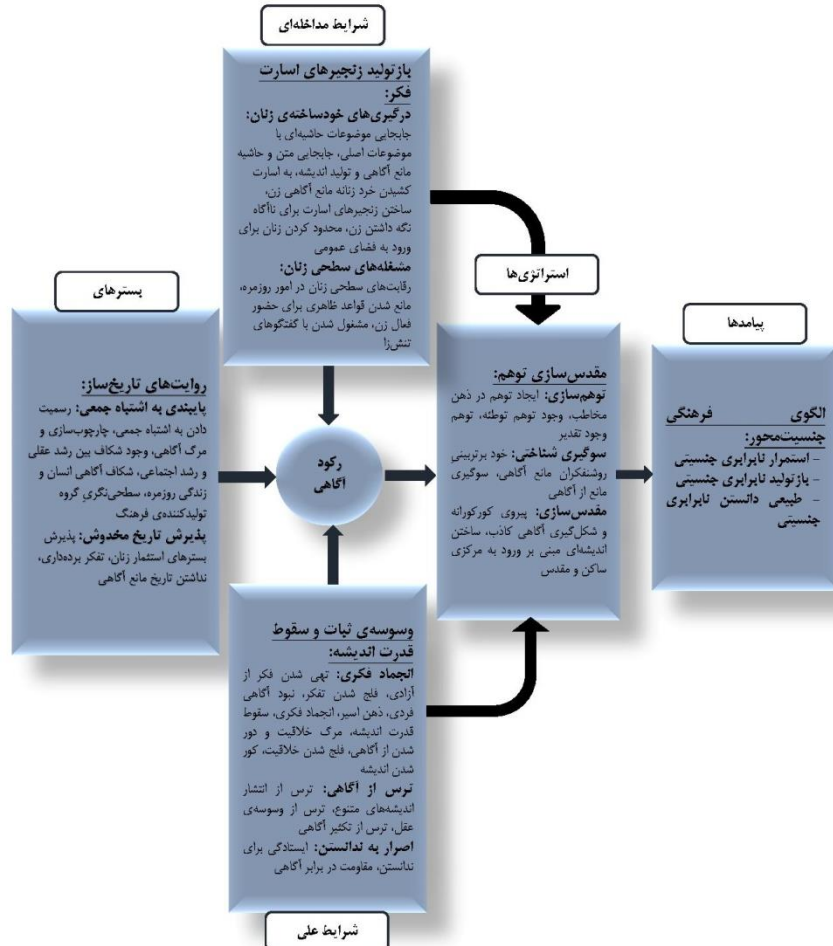 شرایط مداخله‌ای
بازتولید زنجیرهای اسارت
فکر:
درگیری‌های خودساخته‌ی زنان:
جابجایی موضوعات حاشیه‌ای با
موضوعات اصلی، جابجایی متن و حاشیه
مانع آگاهی و تولید اندیشه، به اسارت
کشیدن خرد زنانه مانع آگاهی زن،
ساختن زنجیرهای اسارت برای ناآگاه
نگه داشتن زن، محدود کردن زنان برای
ورود به فضای عمومی
مشغله‌های سطحی زنان:
رقابت‌های سطحی زنان در امور روزمره،
مانع شدن قواعد ظاهری برای حضور
فعال زن، مشغول شدن با گفتگوهای
تنش‌زا
بسترهای
روایت‌های تاریخ‌ساز:
پایبندی به اشتباه جمعی: رسمیت
دادن به اشتباه جمعی، چارچوب‌سازی و
مرگ آگاهی، وجود شکاف بین رشد عقلی
و رشد اجتماعی، شکاف آگاهی انسان و
زندگی روزمره، سطحی‌نگری گروه
تولیدکننده‌ی فرهنگ
پذیرش تاریخ مخدوش: پذیرش
بسترهای استثمار زنان، تفکر برده‌داری،
نداشتن تاریخ مانع آگاهی
رکود
آگاهی
استراتژی‌ها
مقدس‌سازی توهم:
توهم‌سازی: ایجاد توهم در ذهن
مخاطب، وجود توهم توطئه، توهم
وجود تقدیر
سوگیری شناختی: خود برتربینی
روشنفکران مانع آگاهی، سوگیری
مانع از آگاهی
مقدس‌سازی: پیروی کورکورانه
و شکل‌گیری آگاهی کاذب، ساختن
اندیشه‌ای مبنی بر ورود به مرکزی
ساکن و مقدس
پیامدها
الگوی فرهنگی
جنسیت‌محور:
- استمرار نابرابری جنسیتی
- بازتولید نابرابری جنسیتی
- طبیعی دانستن نابرابری
جنسیتی
وسوسه‌ی ثبات و سقوط
قدرت اندیشه:
انجماد فکری: تهی شدن فکر از
آزادی، فلج شدن تفکر، نبود آگاهی
فردی، ذهن اسیر، انجماد فکری، سقوط
قدرت اندیشه، مرگ خلاقیت و دور
شدن از آگاهی، فلج شدن خلاقیت، کور
شدن اندیشه
ترس از آگاهی: ترس از انتشار
اندیشه‌های متنوع، ترس از وسوسه‌ی
عقل، ترس از تکثیر آگاهی
اصرار به ندانستن: ایستادگی برای
ندانستن، مقاومت در برابر آگاهی
شرایط علی